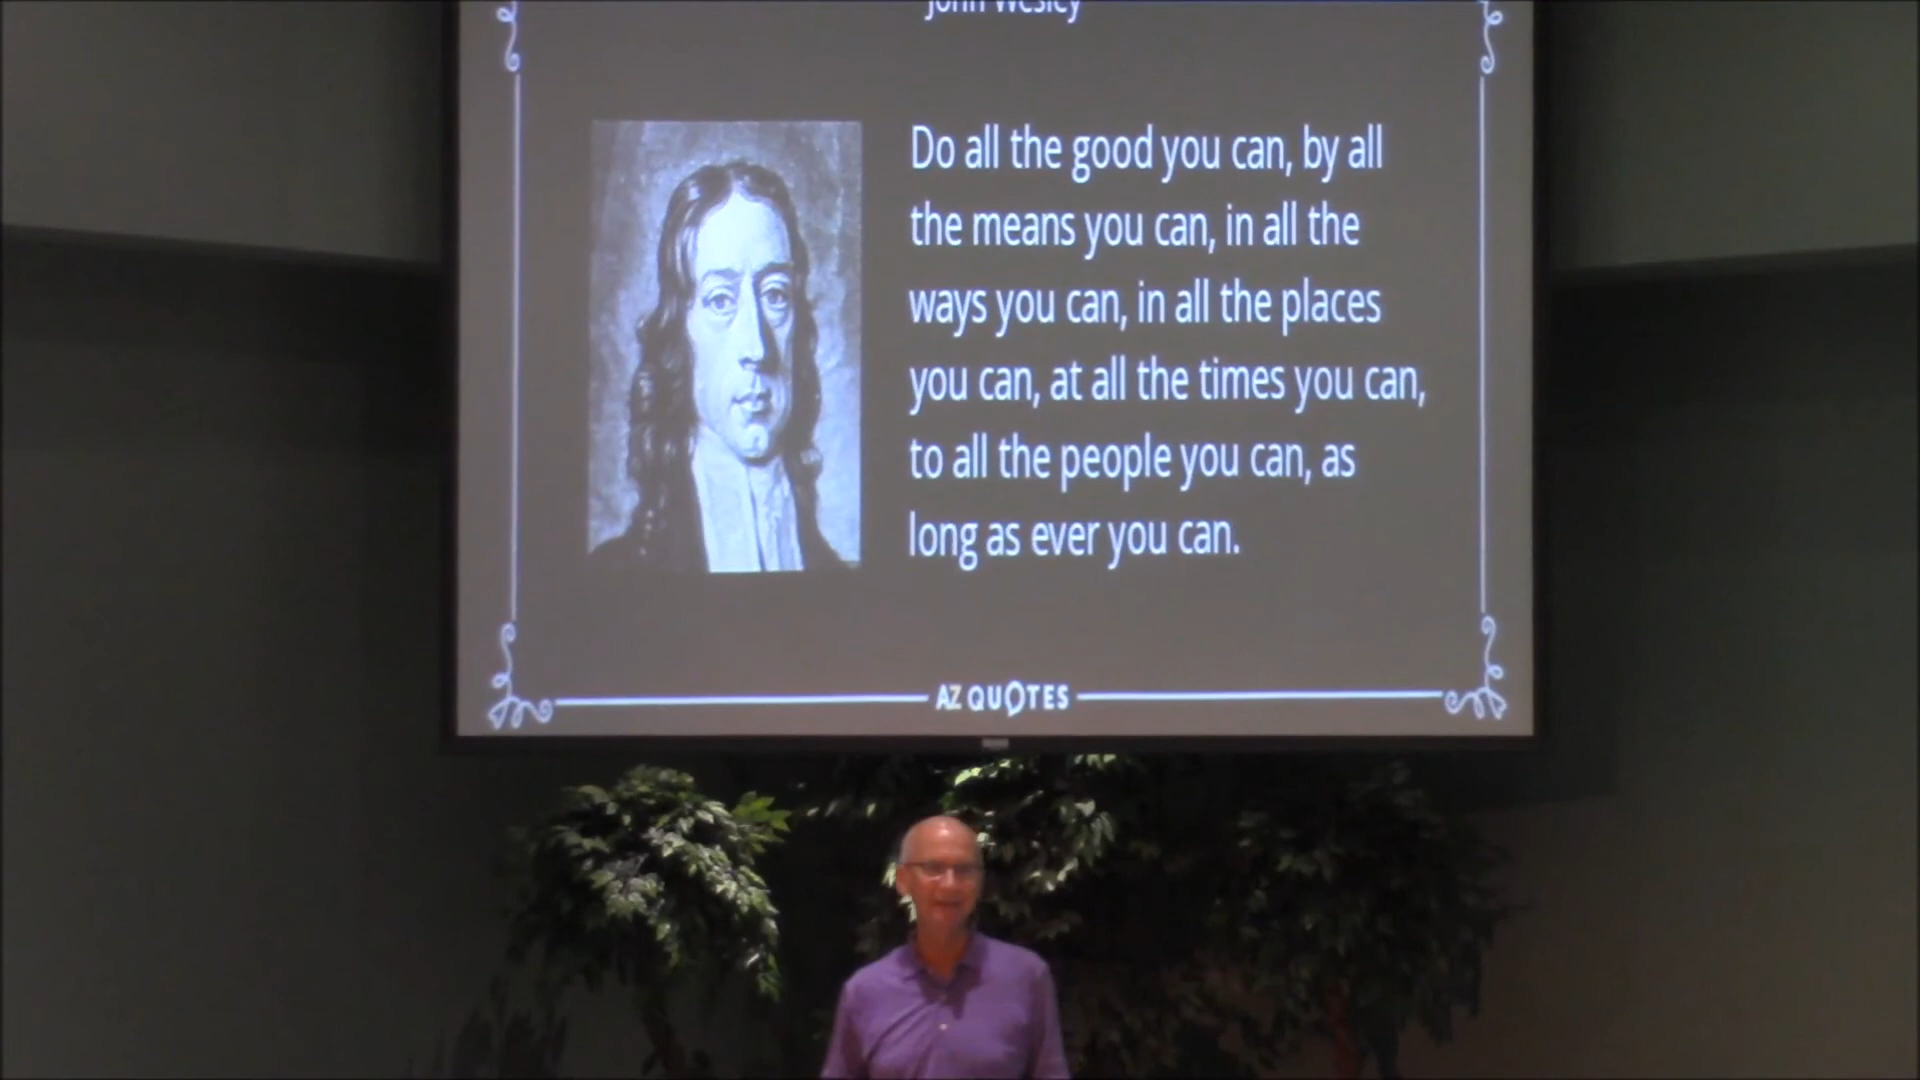 John Wesley
Do all the good you can, by all
the means you can, in all the
ways you can, in all the places
you can, at all the times you can,
to all the people you can, as
long as ever you can.
AZ QUOTES